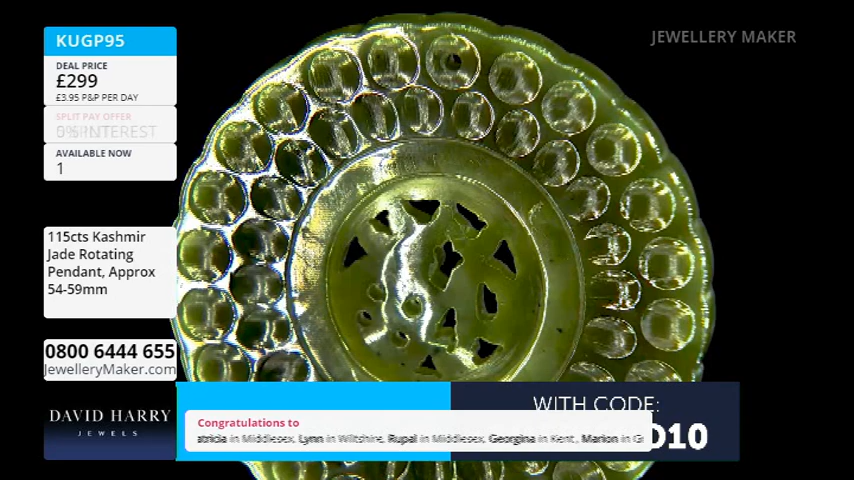 KUGP95
DEAL PRICE
£299
£3.95 P&P PER DAY
SPLIT PAY OFFER
INTEREST
AVAILABLE NOW
1
115cts Kashmir
Jade Rotating
Pendant, Approx
54-59mm
0800 6444 655
JewelleryMaker.com
DAVID HARRY
JEWELS
JEWELLERY MAKER
WITH CODE:
Congratulations to
atricia in Middlesex, Lynn in Wiltshire, Rupal in Middlesex, Georgina in Kent, Marion in G